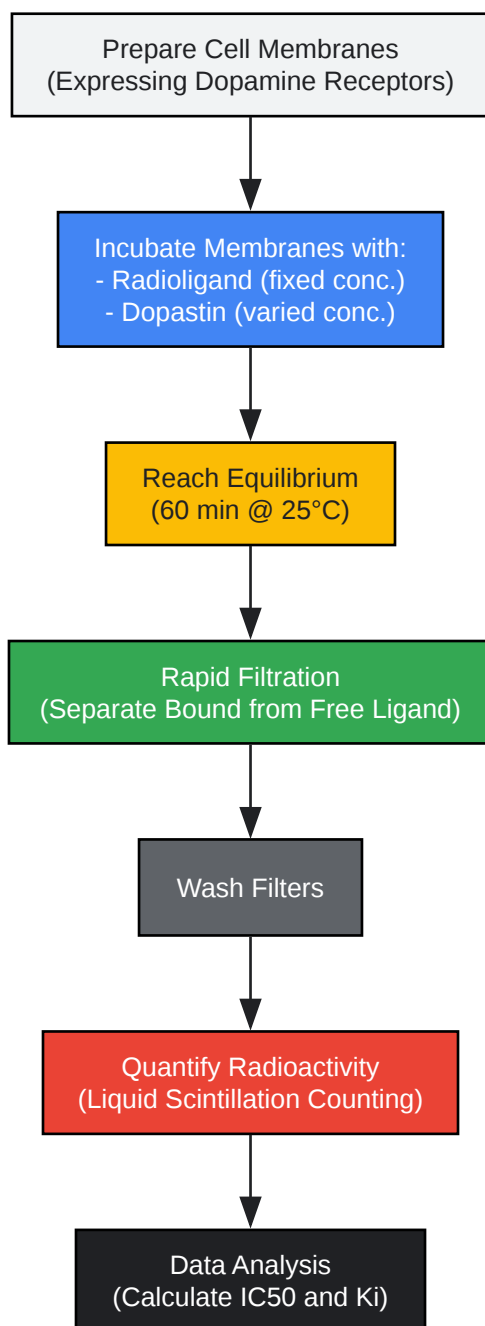 Prepare Cell Membranes
(Expressing Dopamine Receptors)
Incubate Membranes with:
- Radioligand (fixed conc.)
- Dopastin (varied conc.)
Reach Equilibrium
(60 min @ 25°C)
Rapid Filtration
(Separate Bound from Free Ligand)
Wash Filters
Quantify Radioactivity
(Liquid Scintillation Counting)
Data Analysis
(Calculate IC50 and Ki)